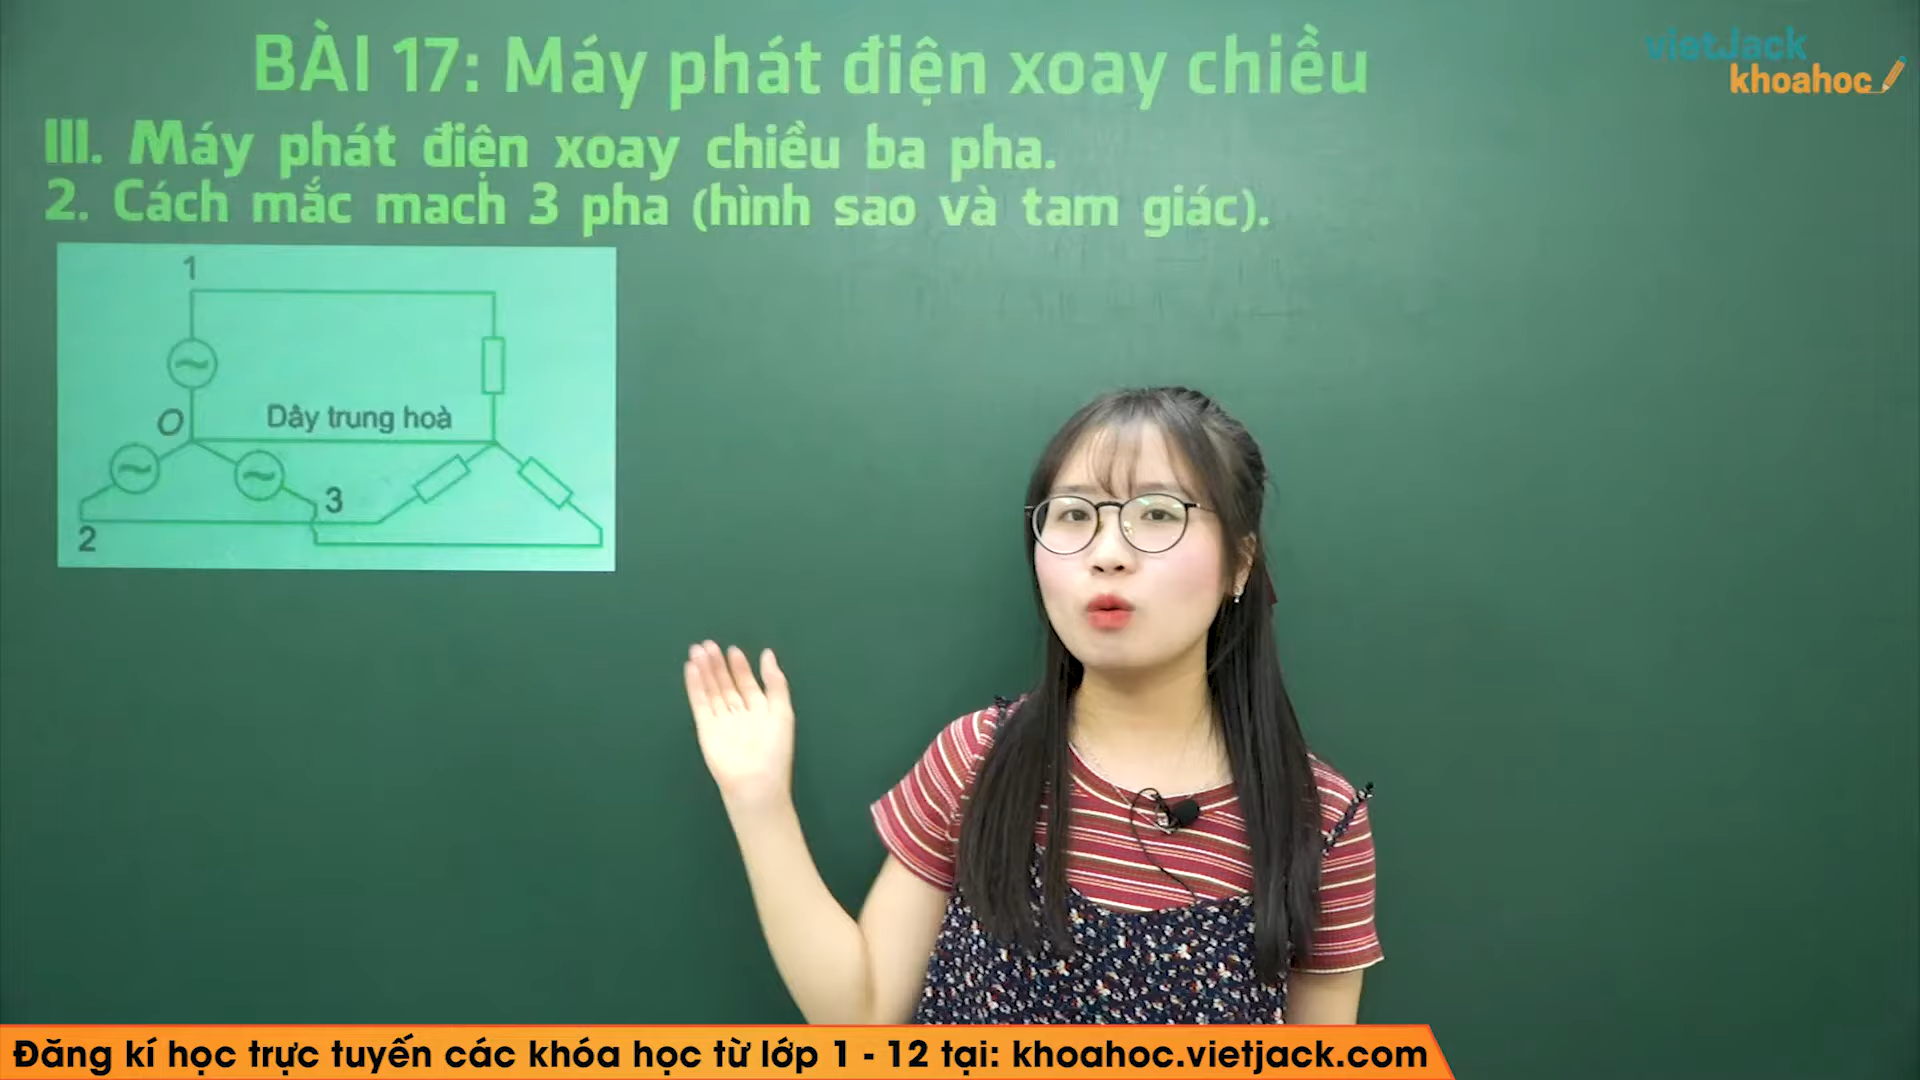 BÀI 17: Máy phát điện xoay chiều
vietJack
khoahoc
III. Máy phát điện xoay chiều ba pha.
2. Cách mắc mạch 3 pha (hình sao và tam giác).
1
O
Dây trung hoà
3
2
Đăng kí học trực tuyến các khóa học từ lớp 1 - 12 tại: khoahoc.vietjack.com